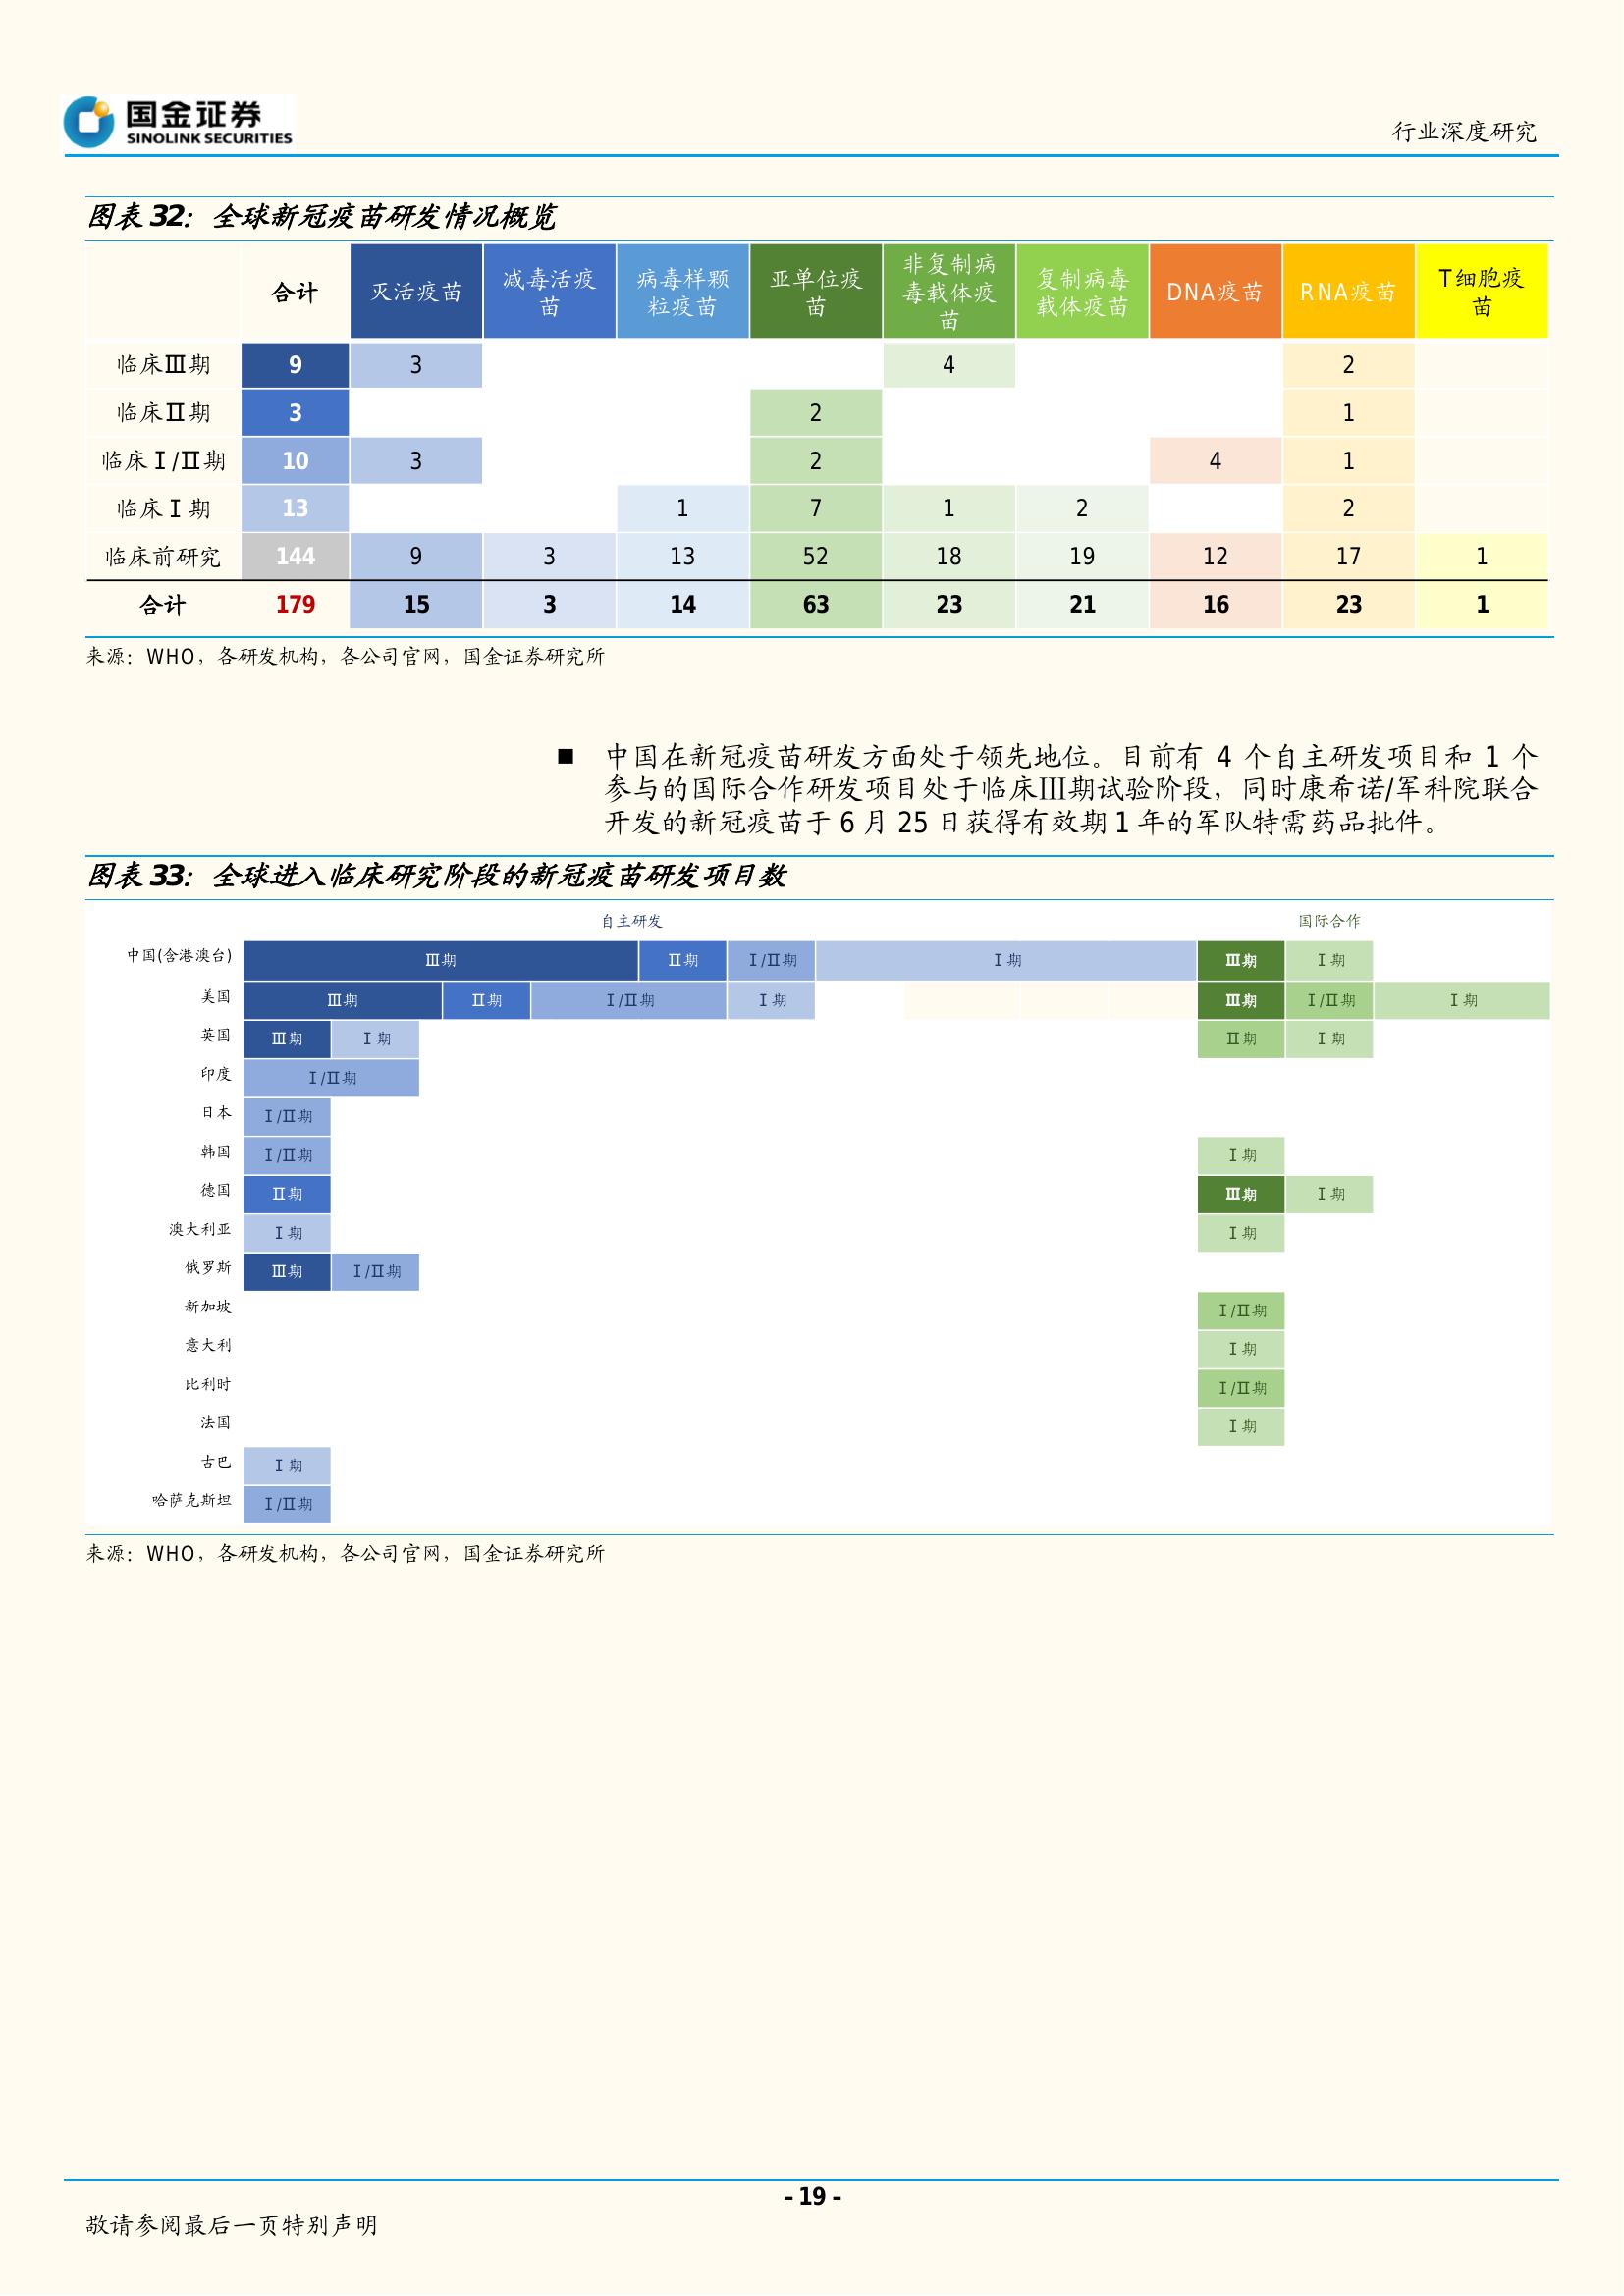 国金证券
SINOLINK SECURITIES
行业深度研究
图表 32：全球新冠疫苗研发情况概览
合计 灭活疫苗 减毒活疫苗 病毒样颗粒疫苗 亚单位疫苗 非复制病毒载体疫苗 复制病毒载体疫苗 DNA疫苗 RNA疫苗 T细胞疫苗
临床Ⅲ期 9 3 4 2
临床Ⅱ期 3 2 1
临床Ⅰ/Ⅱ期 10 3 2 4 1
临床Ⅰ期 13 1 7 1 2 2
临床前研究 144 9 3 13 52 18 19 12 17 1
合计 179 15 3 14 63 23 21 16 23 1
来源：WHO，各研发机构，各公司官网，国金证券研究所
■ 中国在新冠疫苗研发方面处于领先地位。目前有 4 个自主研发项目和 1 个
参与的国际合作研发项目处于临床Ⅲ期试验阶段，同时康希诺/军科院联合
开发的新冠疫苗于 6 月 25 日获得有效期 1 年的军队特需药品批件。
图表 33：全球进入临床研究阶段的新冠疫苗研发项目数
自主研发 国际合作
中国(含港澳台) Ⅲ期 Ⅱ期 Ⅰ/Ⅱ期 Ⅰ期 Ⅲ期 Ⅰ期
美国 Ⅲ期 Ⅱ期 Ⅰ/Ⅱ期 Ⅰ期 Ⅲ期 Ⅰ/Ⅱ期 Ⅰ期
英国 Ⅲ期 Ⅰ期 Ⅱ期 Ⅰ期
印度 Ⅰ/Ⅱ期
日本 Ⅰ/Ⅱ期
韩国 Ⅰ/Ⅱ期 Ⅰ期
德国 Ⅱ期 Ⅲ期 Ⅰ期
澳大利亚 Ⅰ期 Ⅰ期
俄罗斯 Ⅲ期 Ⅰ/Ⅱ期
新加坡 Ⅰ/Ⅱ期
意大利 Ⅰ期
比利时 Ⅰ/Ⅱ期
法国 Ⅰ期
古巴 Ⅰ期
哈萨克斯坦 Ⅰ/Ⅱ期
来源：WHO，各研发机构，各公司官网，国金证券研究所
- 19 -
敬请参阅最后一页特别声明